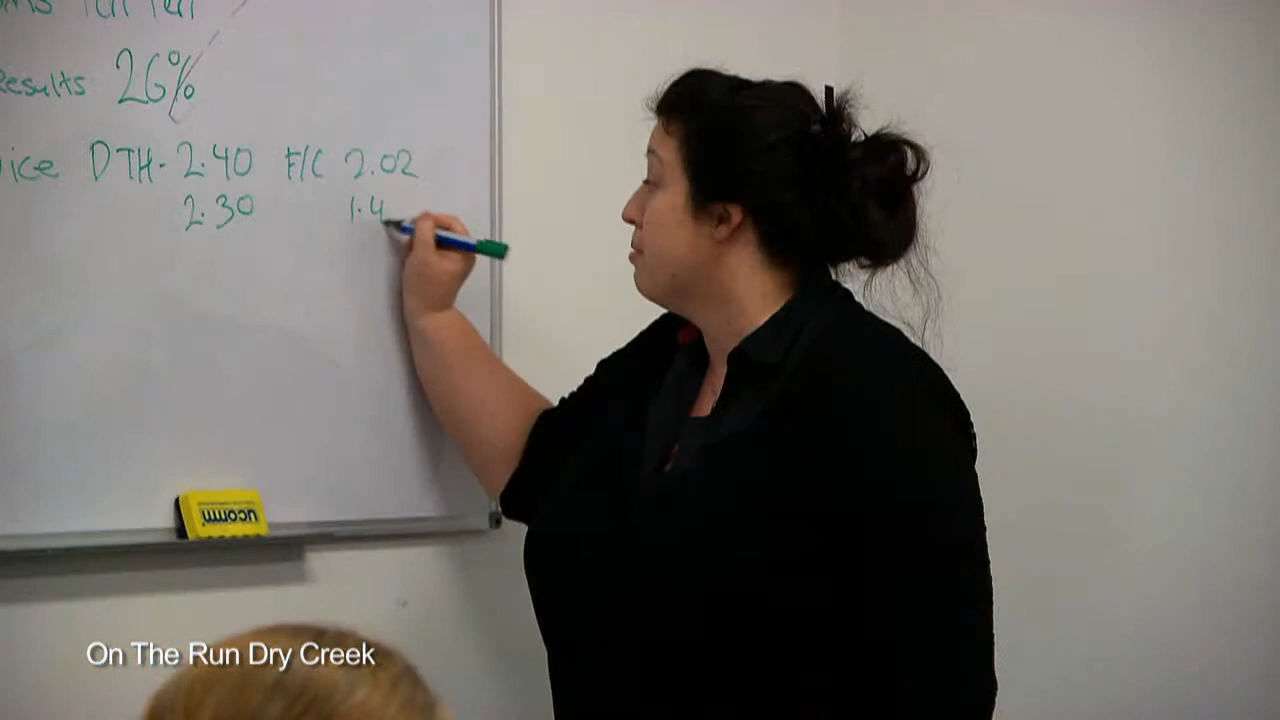 Results 26%
DTH- 2.40 F/C 2.02
2.30 1.4
ucomm
On The Run Dry Creek